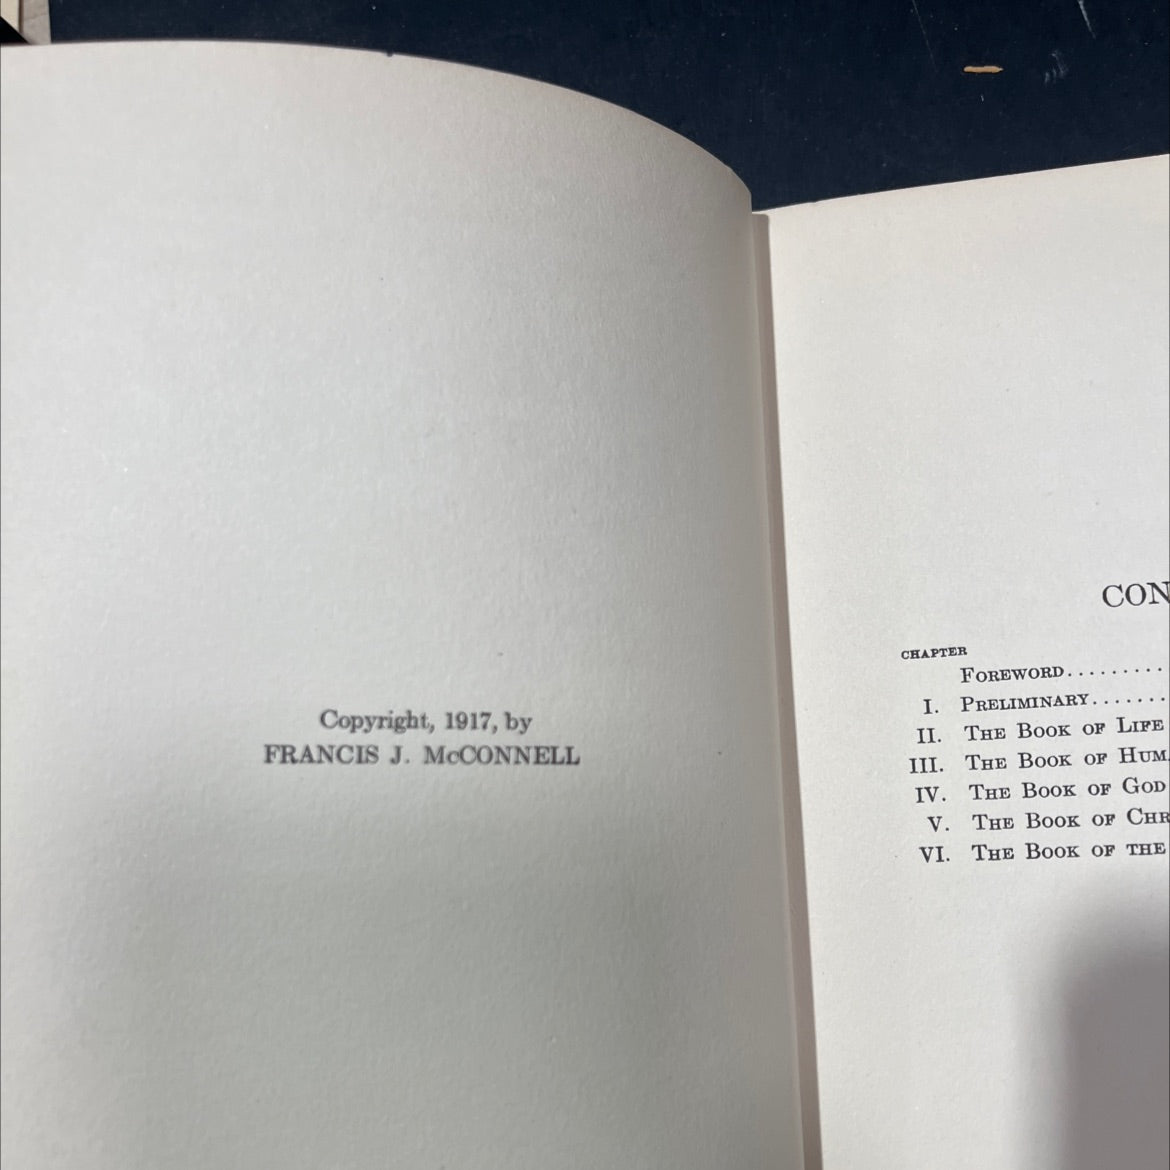 Copyright, 1917, by
FRANCIS J. McCONNELL
CON
CHAPTER
FOREWORD.........
I. PRELIMINARY.......
II. THE BOOK OF LIFE
III. THE BOOK OF HUM
IV. THE BOOK OF GOD
V. THE BOOK OF CHR
VI. THE BOOK OF THE